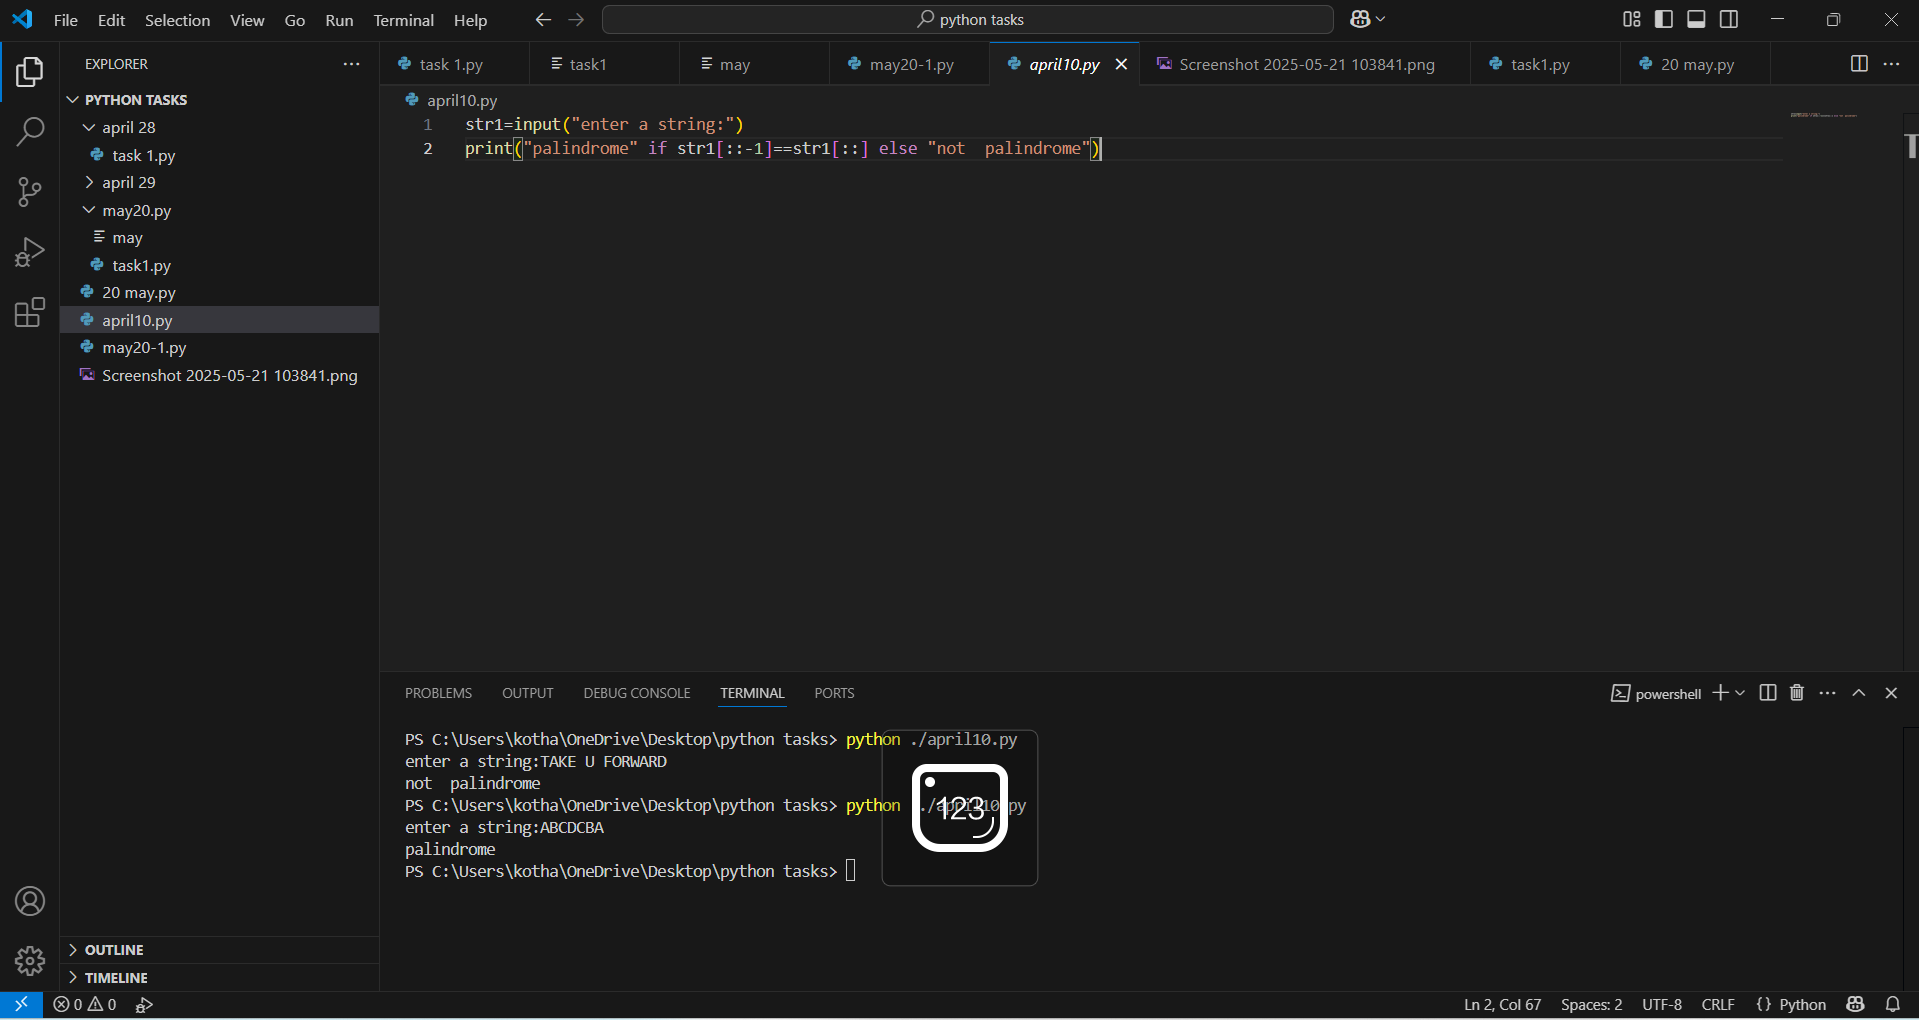 File Edit Selection View Go Run Terminal Help
python tasks
EXPLORER
PYTHON TASKS
april 28
task 1.py
april 29
may20.py
may
task1.py
20 may.py
april10.py
may20-1.py
Screenshot 2025-05-21 103841.png
OUTLINE
TIMELINE
task 1.py task1 may may20-1.py april10.py Screenshot 2025-05-21 103841.png task1.py 20 may.py
april10.py
1 str1=input("enter a string:")
2 print("palindrome" if str1[::-1]==str1[::] else "not  palindrome")
PROBLEMS OUTPUT DEBUG CONSOLE TERMINAL PORTS
powershell
PS C:\Users\kotha\OneDrive\Desktop\python tasks> python ./april10.py
enter a string:TAKE U FORWARD
not  palindrome
PS C:\Users\kotha\OneDrive\Desktop\python tasks> python ./april10.py
enter a string:ABCDCBA
palindrome
PS C:\Users\kotha\OneDrive\Desktop\python tasks>
123
0 0
Ln 2, Col 67 Spaces: 2 UTF-8 CRLF {} Python